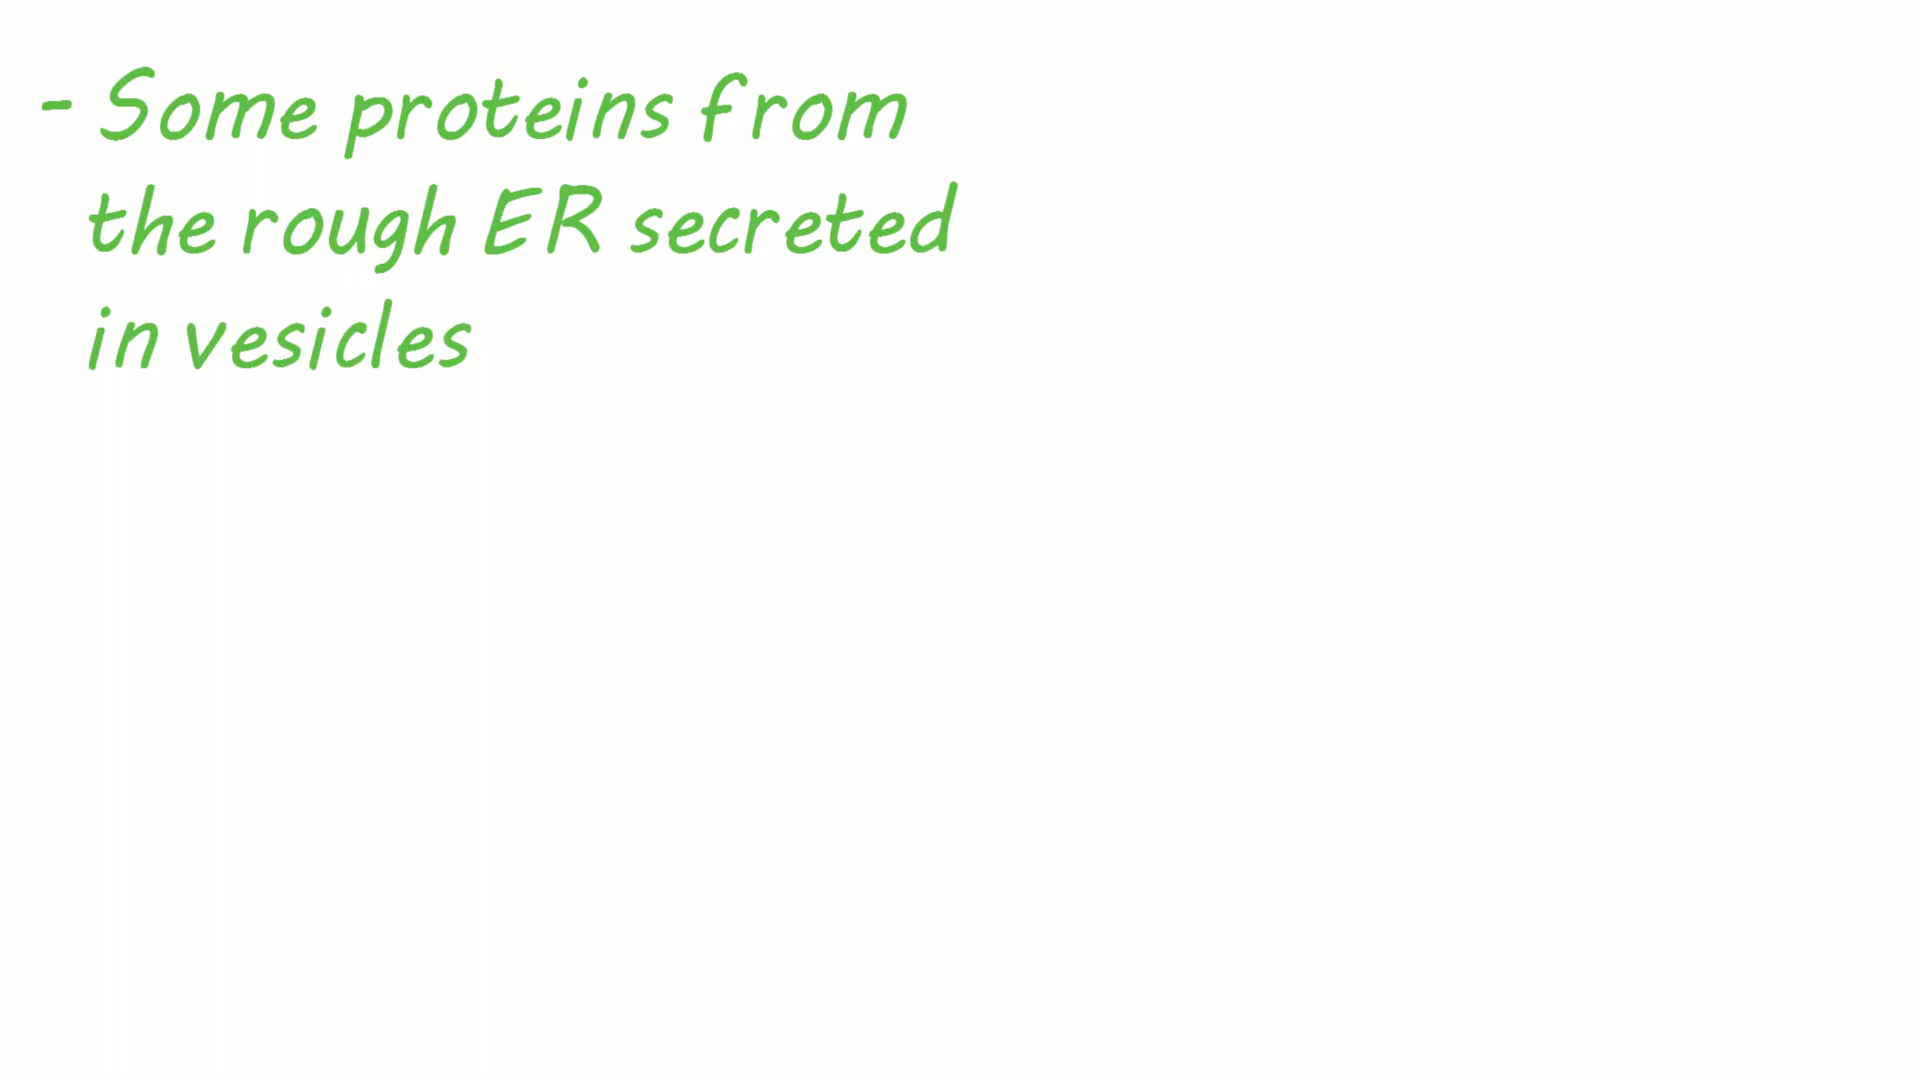 - Some proteins from
the rough ER secreted
in vesicles